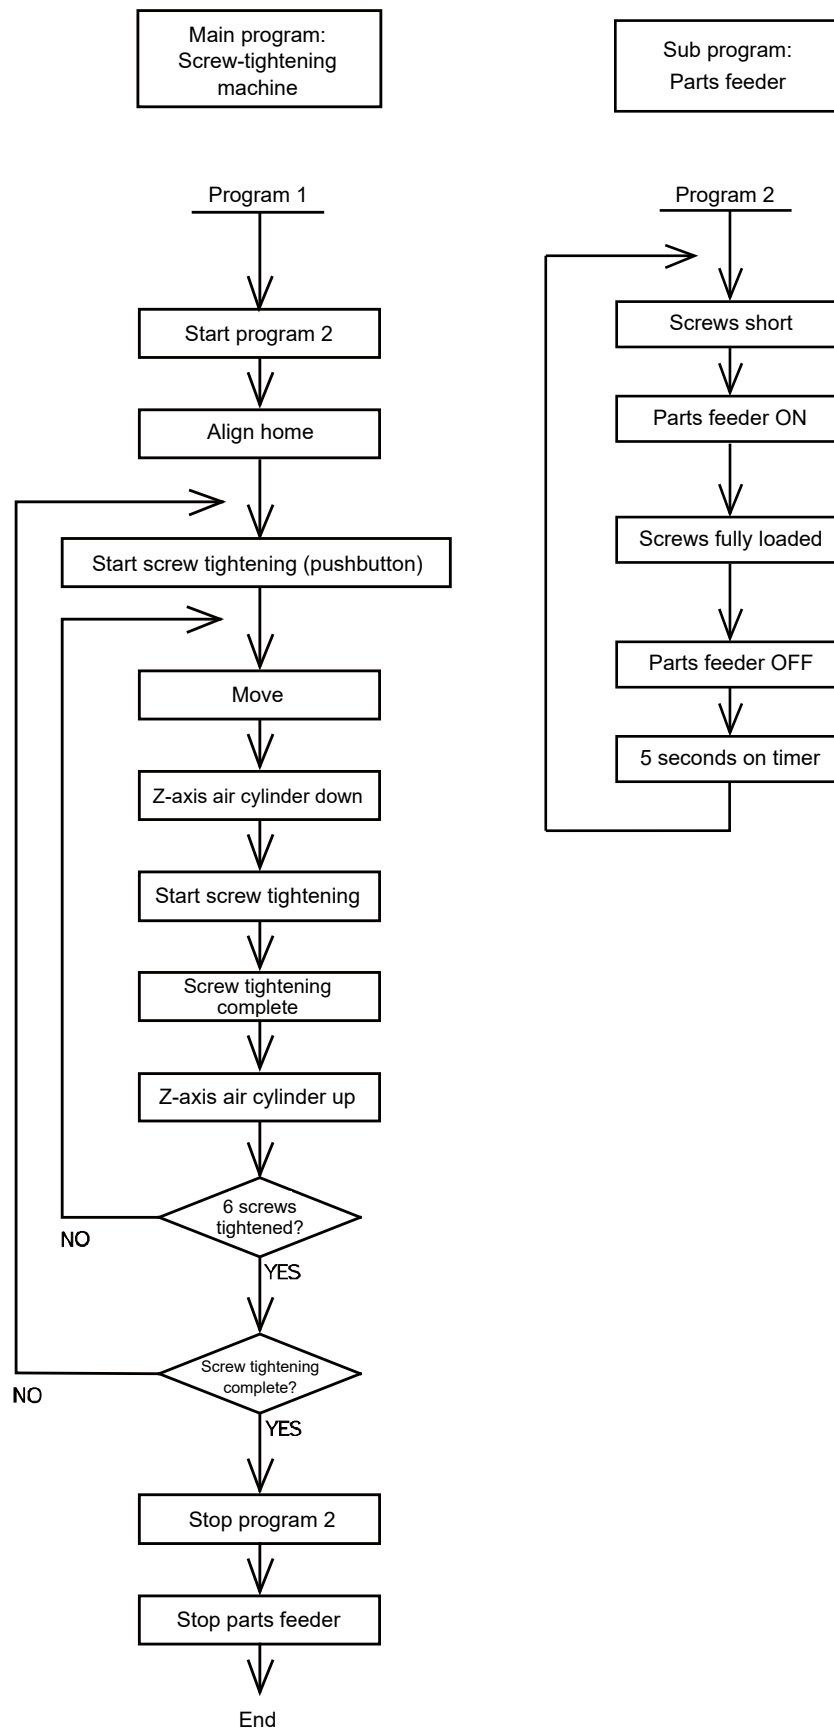 Main program:
Screw-tightening
machine
Program 1
Start program 2
Align home
Start screw tightening (pushbutton)
Move
Z-axis air cylinder down
Start screw tightening
Screw tightening
complete
Z-axis air cylinder up
6 screws
tightened?
NO
YES
Screw tightening
complete?
NO
YES
Stop program 2
Stop parts feeder
End
Sub program:
Parts feeder
Program 2
Screws short
Parts feeder ON
Screws fully loaded
Parts feeder OFF
5 seconds on timer